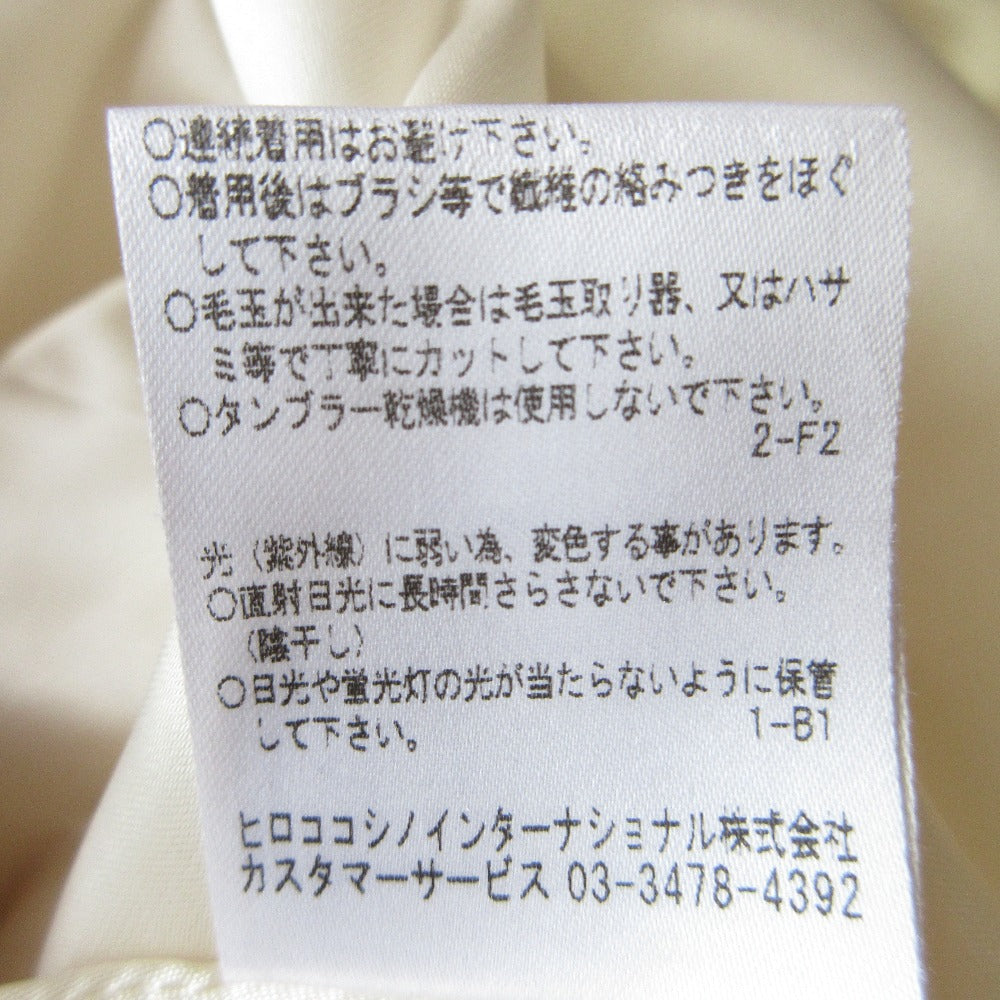 ○連続着用はお避け下さい。
○着用後はブラシ等で繊維の絡みつきをほぐ
して下さい。
○毛玉が出来た場合は毛玉取り器、又はハサ
ミ等で丁寧にカットして下さい。
○タンブラー乾燥機は使用しないで下さい。
2-F2
光（紫外線）に弱い為、変色する事があります。
○直射日光に長時間さらさないで下さい。
（陰干し）
○日光や蛍光灯の光が当たらないように保管
して下さい。 1-B1
ヒロココシノインターナショナル株式会社
カスタマーサービス 03-3478-4392